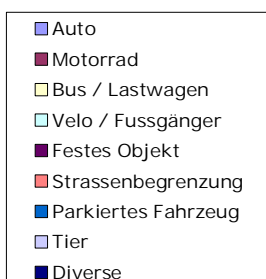 Auto
Motorrad
Bus / Lastwagen
Velo / Fussgänger
Festes Objekt
Strassenbegrenzung
Parkiertes Fahrzeug
Tier
Diverse